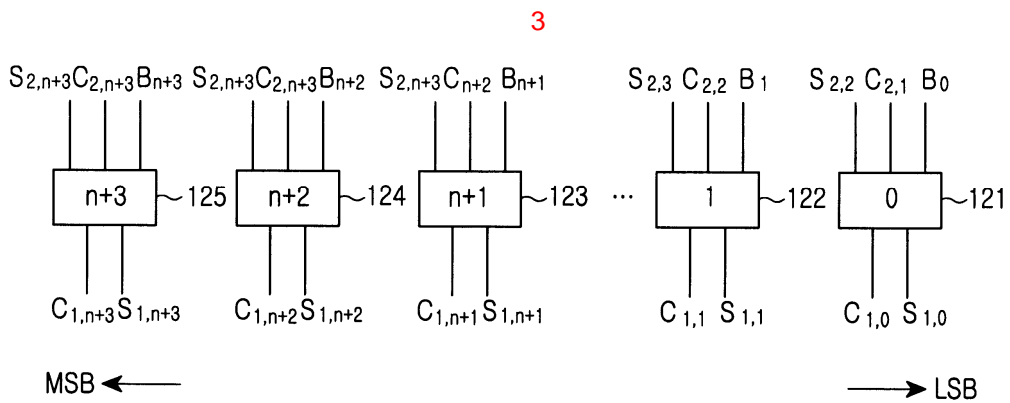 3
S2,n+3 C2,n+3 Bn+3 S2,n+3 C2,n+3 Bn+2 S2,n+3 Cn+2 Bn+1 S2,3 C2,2 B1 S2,2 C2,1 B0
n+3 125 n+2 124 n+1 123 ... 1 122 0 121
C1,n+3 S1,n+3 C1,n+2 S1,n+2 C1,n+1 S1,n+1 C1,1 S1,1 C1,0 S1,0
MSB LSB